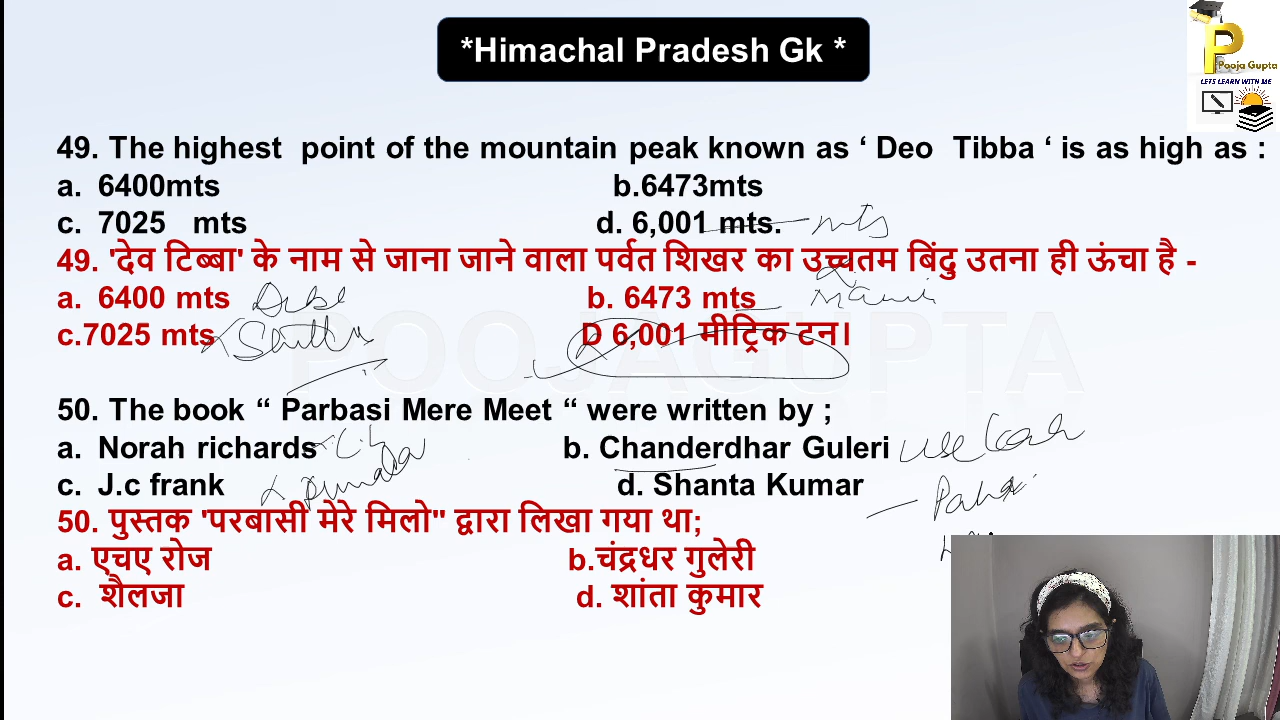 *Himachal Pradesh Gk *
P
Pooja Gupta
LETS LEARN WITH ME
49. The highest point of the mountain peak known as ‘ Deo Tibba ‘ is as high as :
a. 6400mts b.6473mts
c. 7025 mts d. 6,001 mts. mts
49. 'देव टिब्बा' के नाम से जाना जाने वाला पर्वत शिखर का उच्चतम बिंदु उतना ही ऊंचा है -
a. 6400 mts b. 6473 mts
c.7025 mts D 6,001 मीट्रिक टन।
POOJAGUPTA
50. The book “ Parbasi Mere Meet “ were written by ;
a. Norah richards b. Chanderdhar Guleri
c. J.c frank d. Shanta Kumar
50. पुस्तक 'परबासी मेरे मिलो" द्वारा लिखा गया था;
a. एचए रोज b.चंद्रधर गुलेरी
c. शैलजा d. शांता कुमार